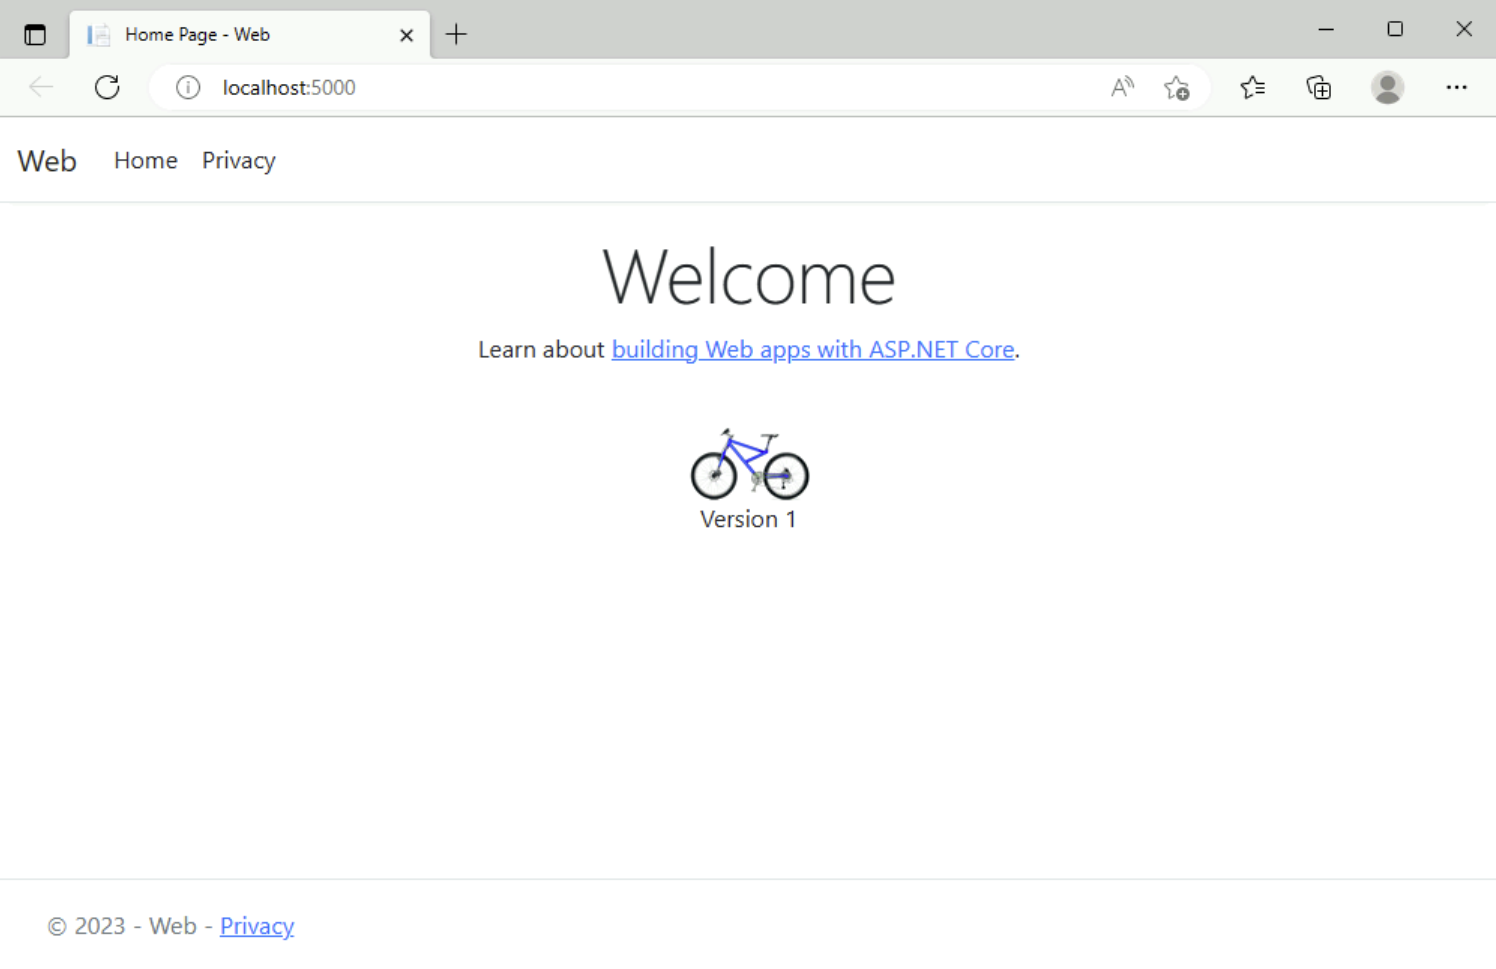 Home Page - Web
localhost:5000
Web Home Privacy
Welcome
Learn about building Web apps with ASP.NET Core.
Version 1
© 2023 - Web - Privacy